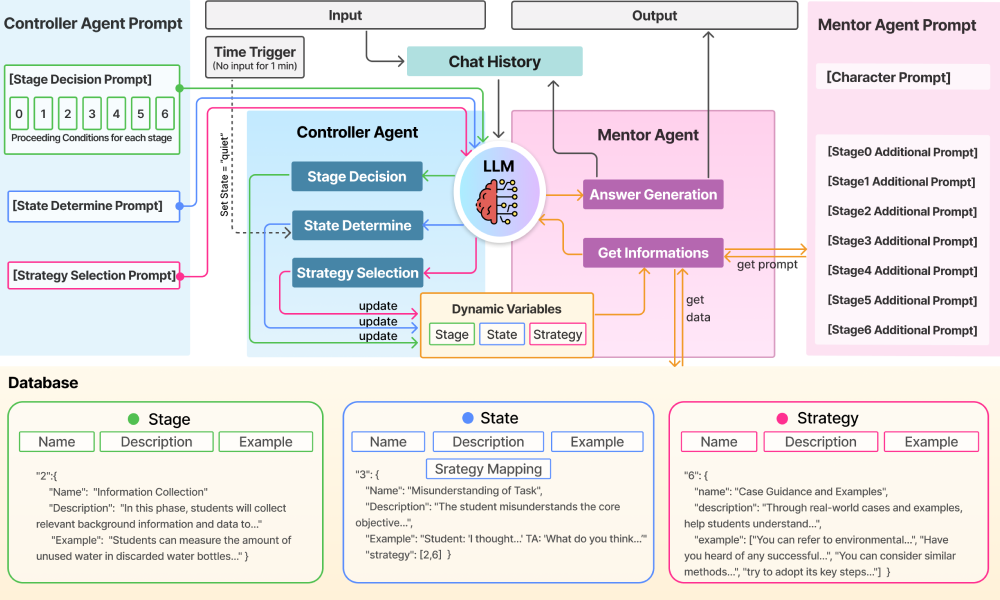 Controller Agent Prompt
Input
Output
Mentor Agent Prompt
Time Trigger
(No input for 1 min)
Chat History
[Stage Decision Prompt]
0 1 2 3 4 5 6
Proceeding Conditions for each stage
[State Determine Prompt]
[Strategy Selection Prompt]
Set State = "quiet"
Controller Agent
Stage Decision
State Determine
Strategy Selection
LLM
Mentor Agent
Answer Generation
Get Informations
get prompt
get
data
update
update
update
Dynamic Variables
Stage State Strategy
[Character Prompt]
[Stage0 Additional Prompt]
[Stage1 Additional Prompt]
[Stage2 Additional Prompt]
[Stage3 Additional Prompt]
[Stage4 Additional Prompt]
[Stage5 Additional Prompt]
[Stage6 Additional Prompt]
Database
Stage
Name Description Example
"2":{
"Name": "Information Collection"
"Description": "In this phase, students will collect
relevant background information and data to..."
"Example": "Students can measure the amount of
unused water in discarded water bottles..." }
State
Name Description Example
Srategy Mapping
"3": {
"Name": "Misunderstanding of Task",
"Description": "The student misunderstands the core
objective...",
"Example": "Student: 'I thought...' TA: 'What do you think...'"
"strategy": [2,6] }
Strategy
Name Description Example
"6": {
"name": "Case Guidance and Examples",
"description": "Through real-world cases and examples,
help students understand...",
"example": ["You can refer to environmental...", "Have
you heard of any successful...", "You can consider similar
methods...", "try to adopt its key steps..."] }